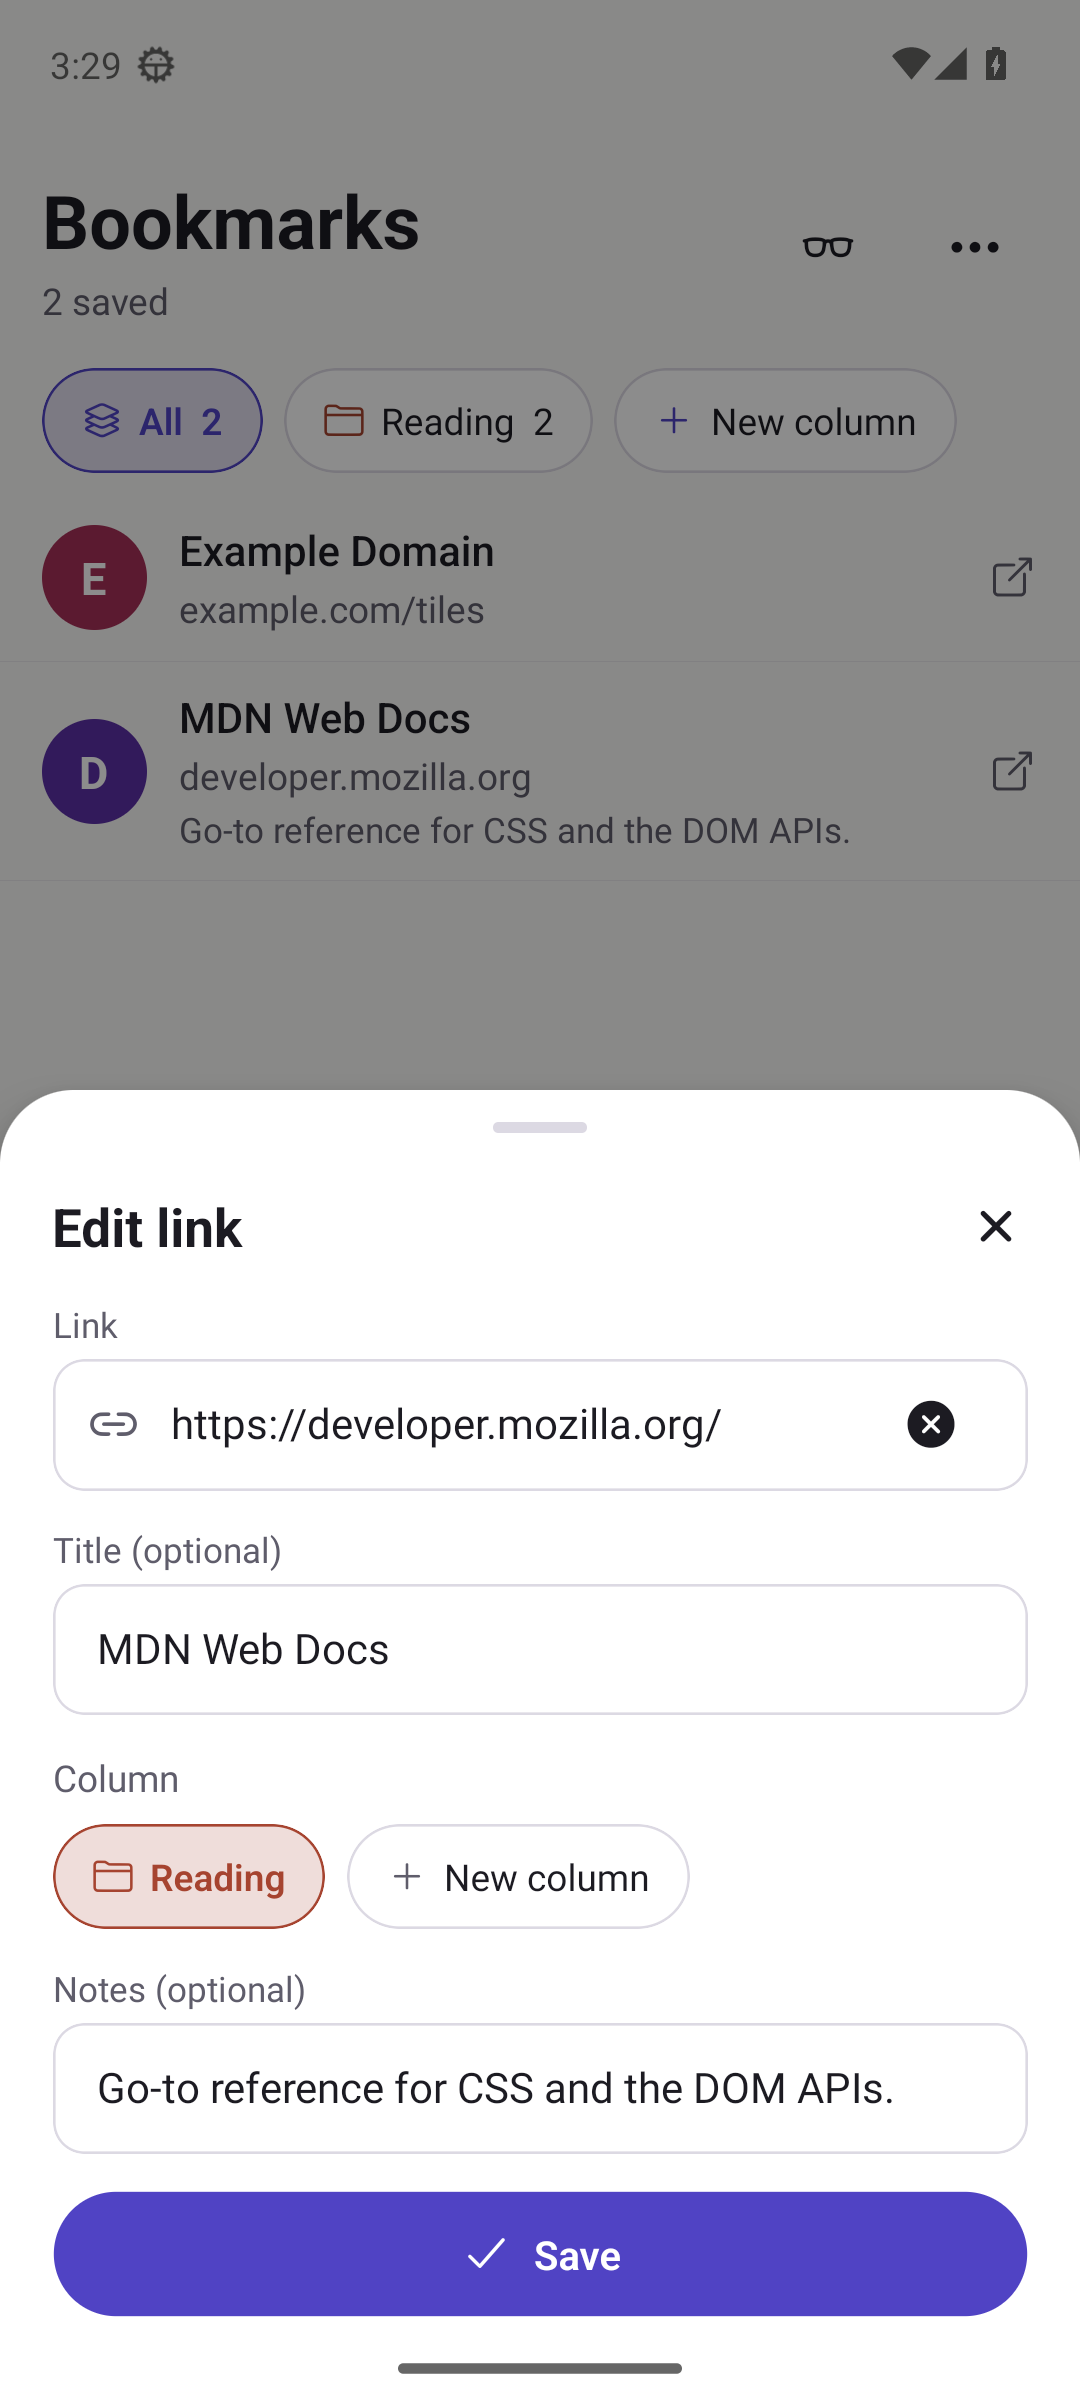 3:29
Bookmarks
2 saved
All 2
Reading 2
New column
E
Example Domain
example.com/tiles
D
MDN Web Docs
developer.mozilla.org
Go-to reference for CSS and the DOM APIs.
Edit link
Link
https://developer.mozilla.org/
Title (optional)
MDN Web Docs
Column
Reading
New column
Notes (optional)
Go-to reference for CSS and the DOM APIs.
Save